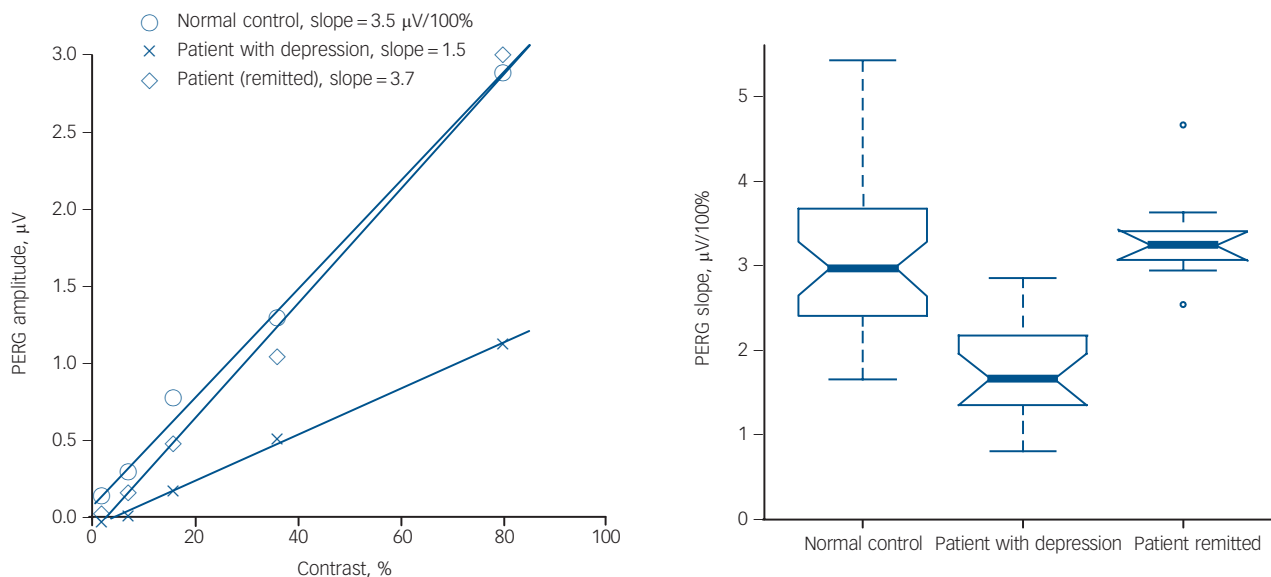 Normal control, slope = 3.5 µV/100%
Patient with depression, slope = 1.5
Patient (remitted), slope = 3.7
3.0
2.5
2.0
1.5
1.0
0.5
0.0
PERG amplitude, µV
0 20 40 60 80 100
Contrast, %
5
4
3
2
1
0
PERG slope, µV/100%
Normal control Patient with depression Patient remitted